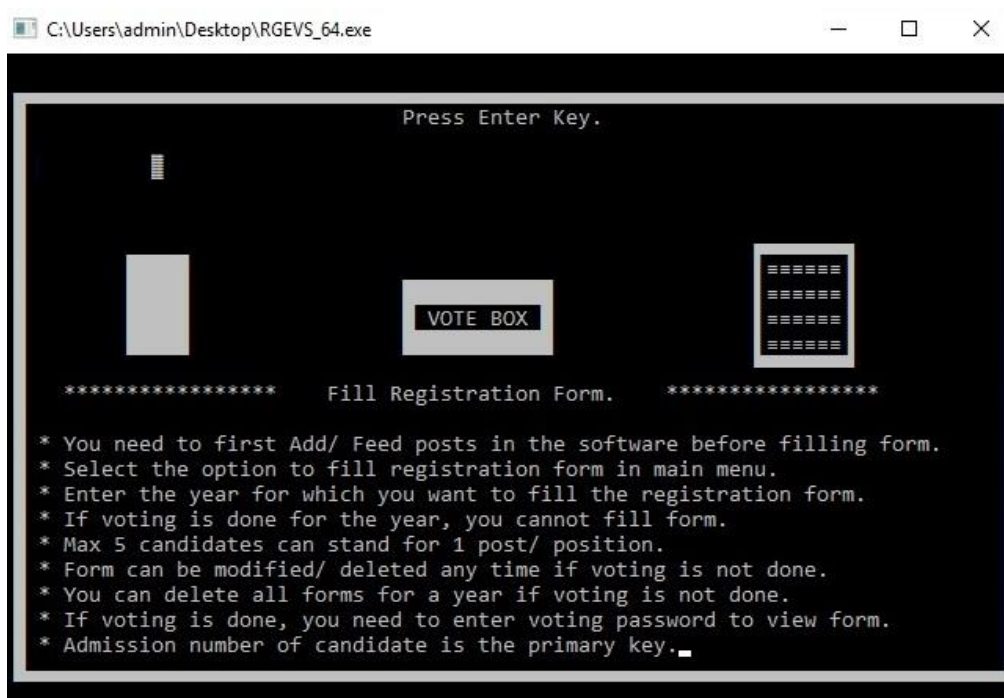 C:\Users\admin\Desktop\RGEVS_64.exe
Press Enter Key.
≡≡≡≡≡≡
≡≡≡≡≡≡
VOTE BOX ≡≡≡≡≡≡
≡≡≡≡≡≡
***************** Fill Registration Form. *****************
* You need to first Add/ Feed posts in the software before filling form.
* Select the option to fill registration form in main menu.
* Enter the year for which you want to fill the registration form.
* If voting is done for the year, you cannot fill form.
* Max 5 candidates can stand for 1 post/ position.
* Form can be modified/ deleted any time if voting is not done.
* You can delete all forms for a year if voting is not done.
* If voting is done, you need to enter voting password to view form.
* Admission number of candidate is the primary key.